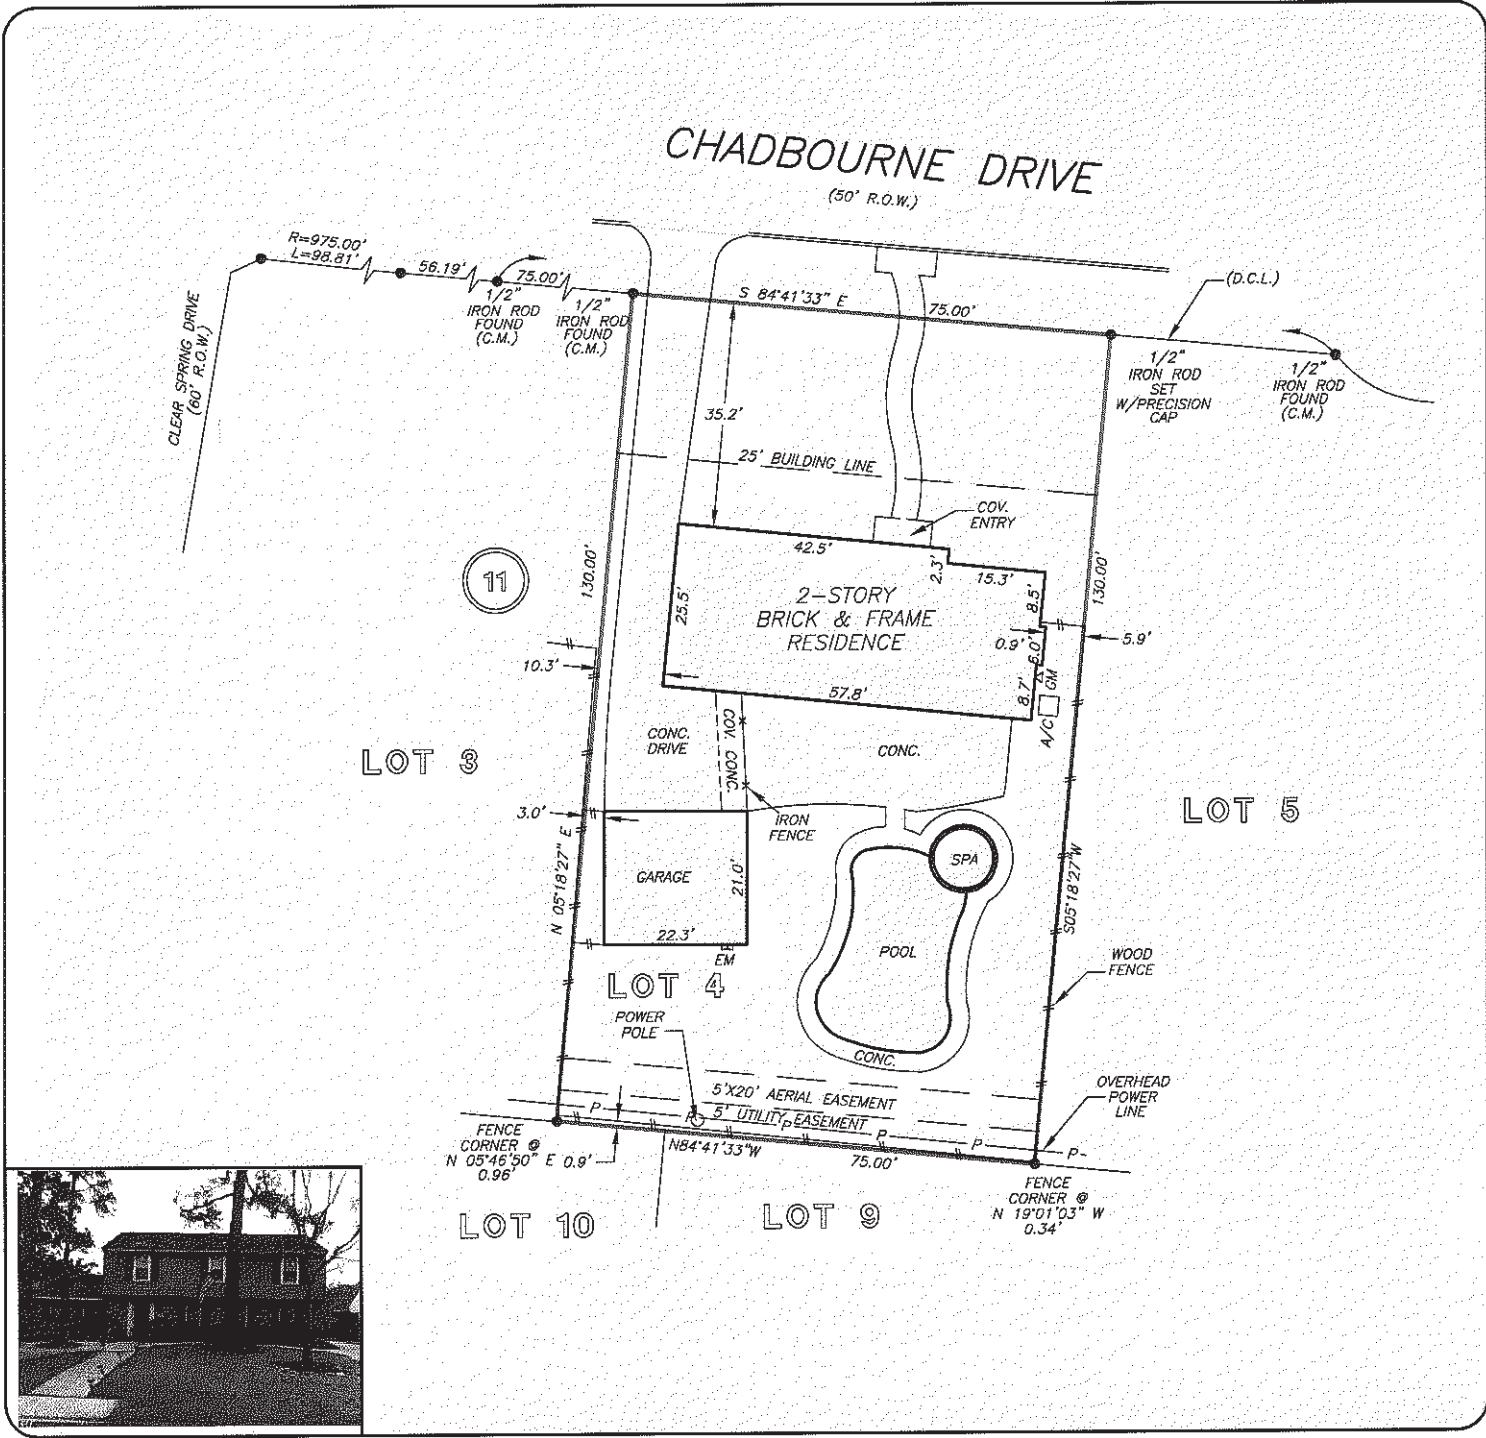 CHADBOURNE DRIVE
(50' R.O.W.)
R=975.00'
L=98.81'
56.19'
75.00'
1/2"
IRON ROD
FOUND
(C.M.)
1/2"
IRON ROD
FOUND
(C.M.)
S 84°41'33" E
75.00'
(D.C.L.)
1/2"
IRON ROD
SET
W/PRECISION
CAP
1/2"
IRON ROD
FOUND
(C.M.)
CLEAR SPRING DRIVE
(60' R.O.W.)
35.2'
25' BUILDING LINE
COV.
ENTRY
11
130.00'
130.00'
42.5'
2.3'
15.3'
8.5'
25.5'
2-STORY
BRICK & FRAME
RESIDENCE
0.9'
6.0'
5.9'
10.3'
57.8'
8.7'
GM
A/C
LOT 3
CONC.
DRIVE
COV. CONC.
CONC.
LOT 5
3.0'
IRON
FENCE
N 05°18'27" E
GARAGE
21.0'
22.3'
EM
SPA
POOL
S05°18'27"W
WOOD
FENCE
LOT 4
POWER
POLE
CONC.
5'X20' AERIAL EASEMENT
5' UTILITY EASEMENT
P
P
P
P
P
P-
OVERHEAD
POWER
LINE
FENCE
CORNER @
N 05°46'50" E
0.96'
0.9'
N84°41'33"W
75.00'
FENCE
CORNER @
N 19°01'03" W
0.34'
LOT 10
LOT 9